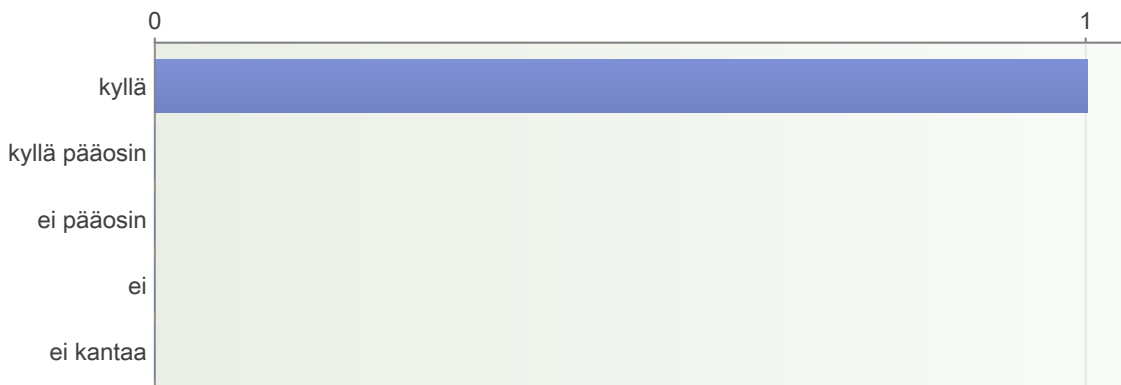 0 1
kyllä
kyllä pääosin
ei pääosin
ei
ei kantaa